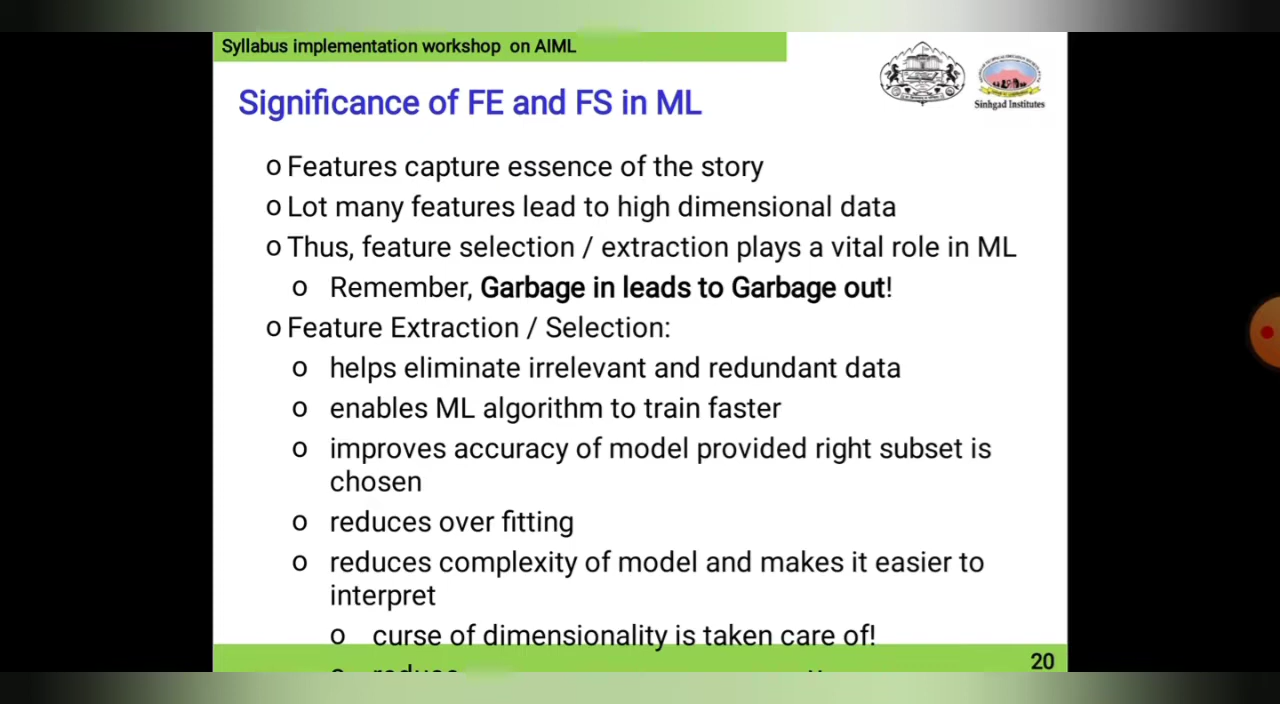 Syllabus implementation workshop on AIML
Sinhgad Institutes
Significance of FE and FS in ML
o Features capture essence of the story
o Lot many features lead to high dimensional data
o Thus, feature selection / extraction plays a vital role in ML
o Remember, Garbage in leads to Garbage out!
o Feature Extraction / Selection:
o helps eliminate irrelevant and redundant data
o enables ML algorithm to train faster
o improves accuracy of model provided right subset is
chosen
o reduces over fitting
o reduces complexity of model and makes it easier to
interpret
o curse of dimensionality is taken care of!
20